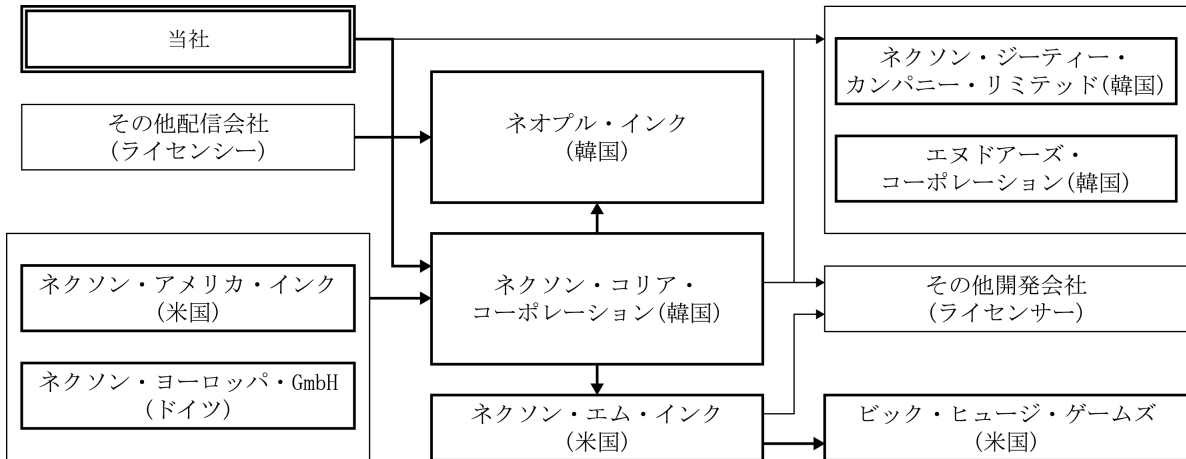 当社
その他配信会社
(ライセンシー)
ネクソン・アメリカ・インク
(米国)
ネクソン・ヨーロッパ・GmbH
(ドイツ)
ネオプル・インク
(韓国)
ネクソン・コリア・
コーポレーション(韓国)
ネクソン・エム・インク
(米国)
ネクソン・ジーティー・
カンパニー・リミテッド(韓国)
エヌドアーズ・
コーポレーション(韓国)
その他開発会社
(ライセンサー)
ビック・ヒュージ・ゲームズ
(米国)